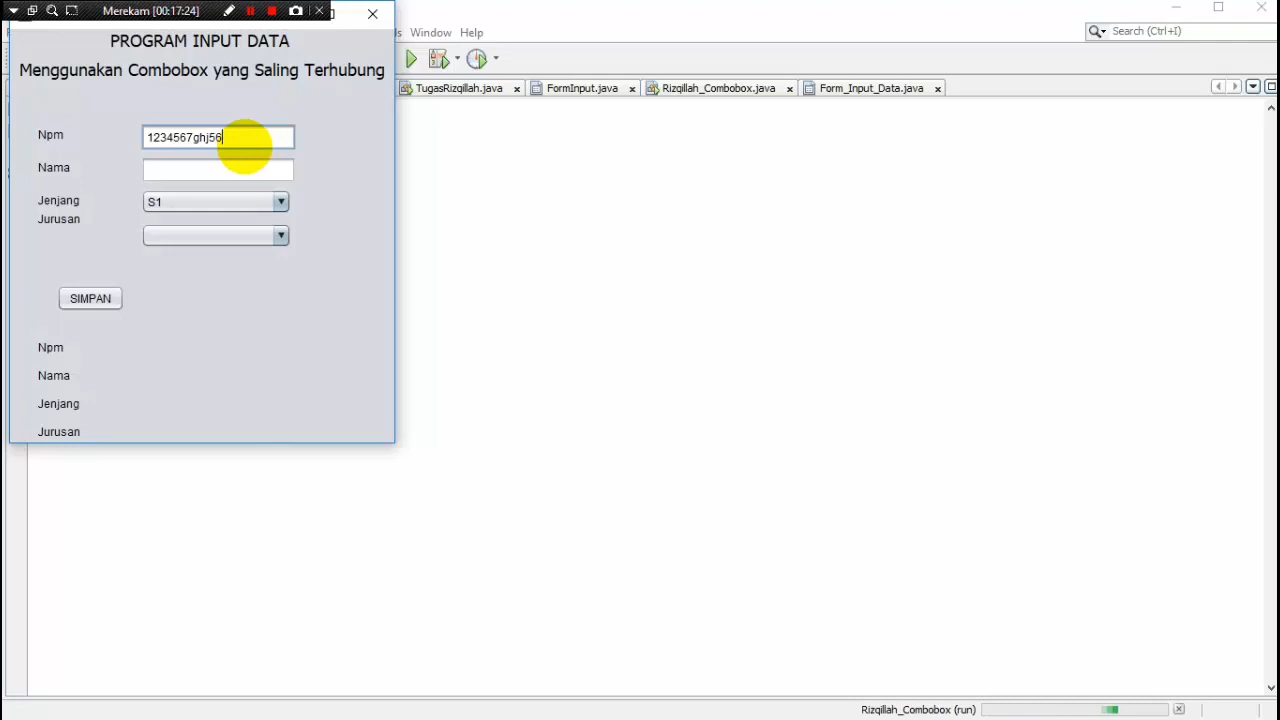 Merekam [00:17:24]
PROGRAM INPUT DATA
Menggunakan Combobox yang Saling Terhubung
Npm
1234567ghj56
Nama
Jenjang
S1
Jurusan
SIMPAN
Npm
Nama
Jenjang
Jurusan
Window Help
Search (Ctrl+I)
TugasRizqillah.java
FormInput.java
Rizqillah_Combobox.java
Form_Input_Data.java
Rizqillah_Combobox (run)